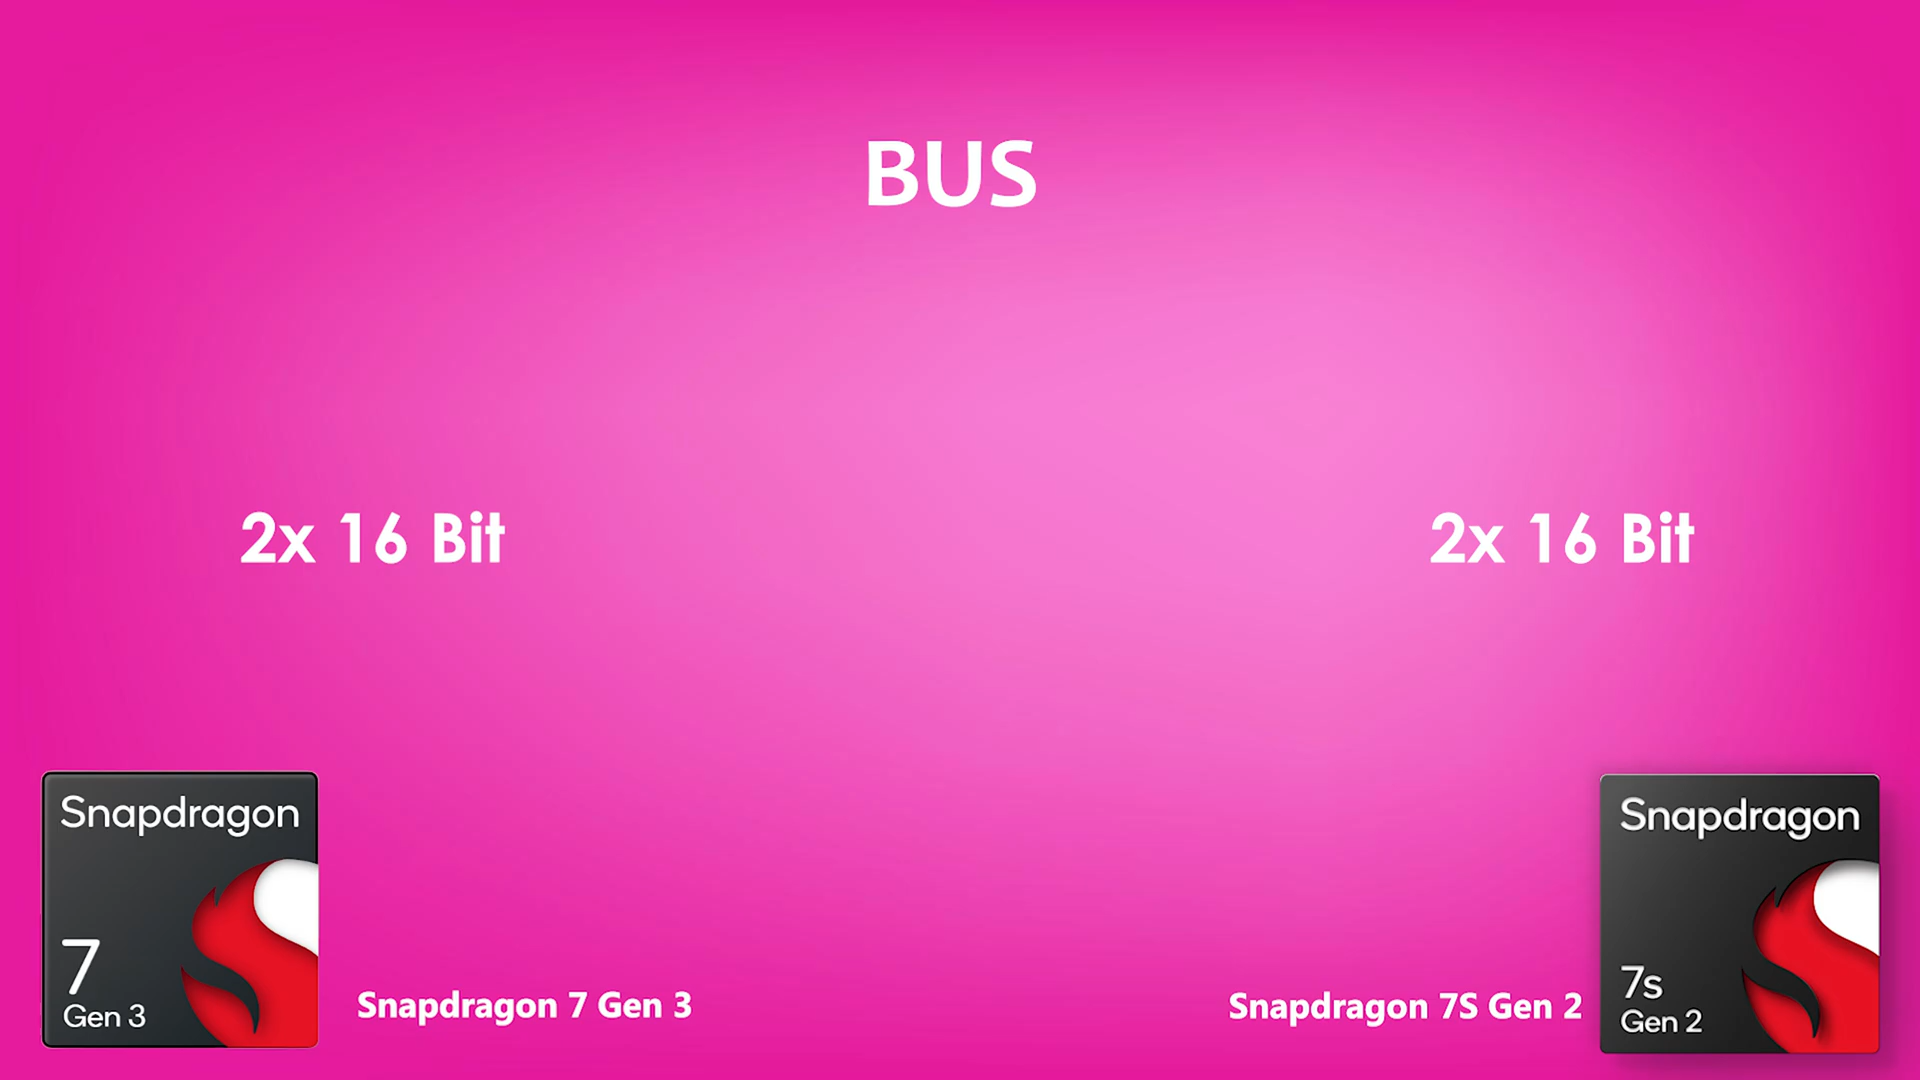 BUS
2x 16 Bit
2x 16 Bit
Snapdragon
7
Gen 3
Snapdragon 7 Gen 3
Snapdragon 7S Gen 2
Snapdragon
7s
Gen 2